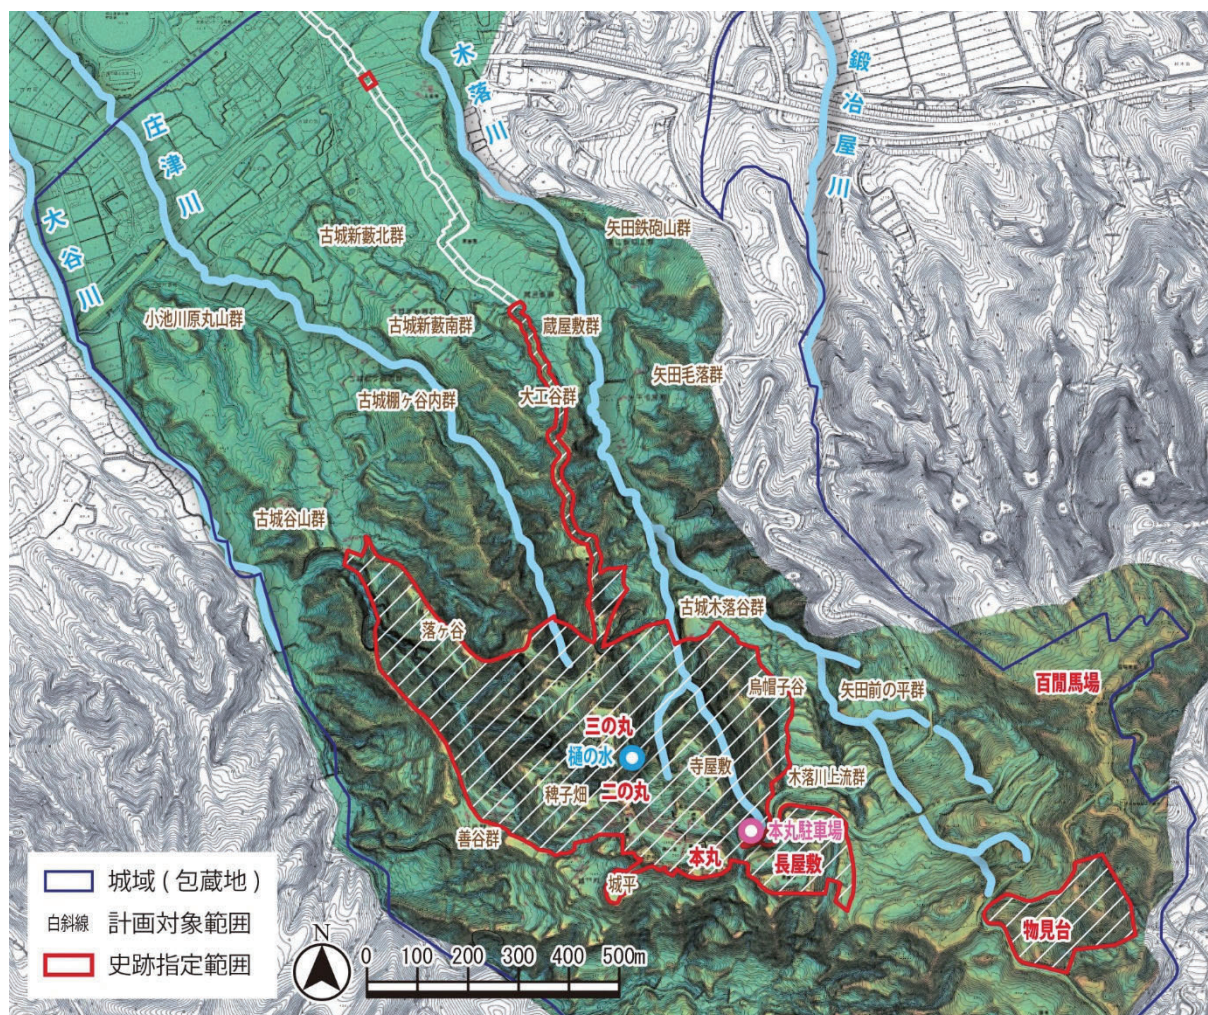 木落川
鍛冶屋川
庄津川
大谷川
古城新藪北群
矢田鉄砲山群
小池川原丸山群
古城新藪南群
蔵屋敷群
矢田毛落群
古城棚ヶ谷内群
大工谷群
古城谷山群
古城木落谷群
落ヶ谷
烏帽子谷
矢田前の平群
百間馬場
三の丸
樋の水
寺屋敷
木落川上流群
稗子畑
二の丸
善谷群
本丸駐車場
本丸
長屋敷
城平
物見台
城域(包蔵地)
白斜線
計画対象範囲
史跡指定範囲
N
0 100 200 300 400 500m